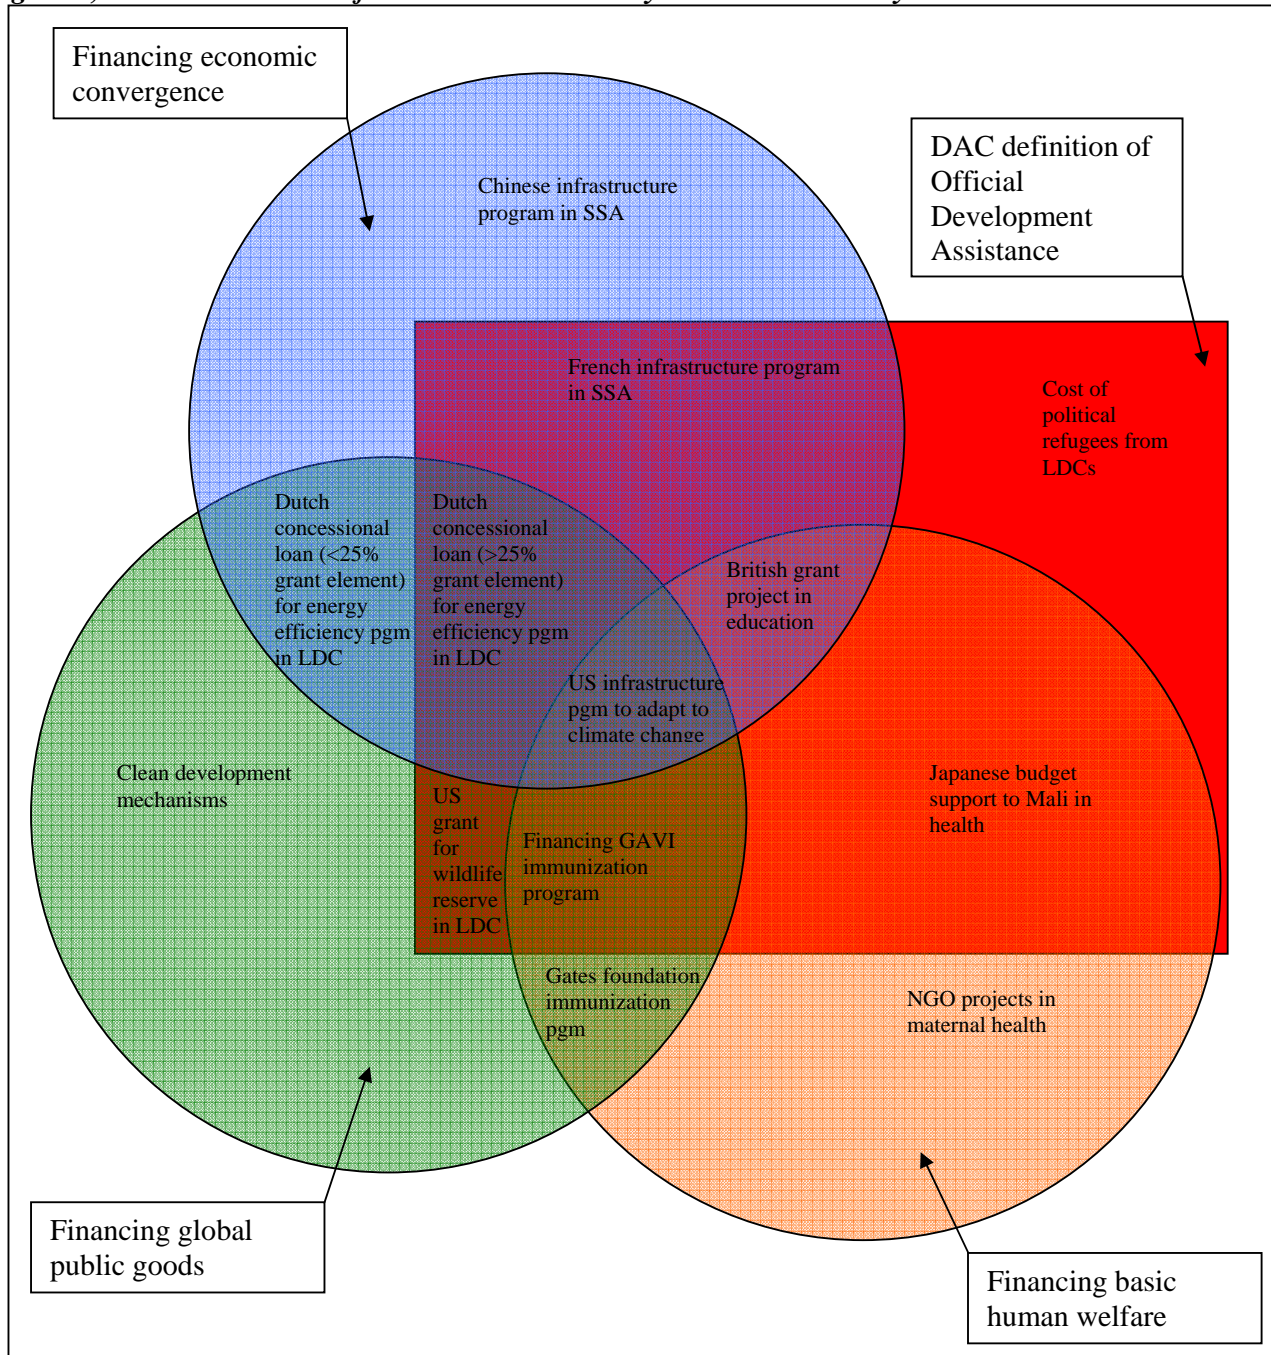 Financing economic
convergence
DAC definition of
Official
Development
Assistance
Chinese infrastructure
program in SSA
French infrastructure program
in SSA
Cost of
political
refugees from
LDCs
Dutch
concessional
loan (<25%
grant element)
for energy
efficiency pgm
in LDC
Dutch
concessional
loan (>25%
grant element)
for energy
efficiency pgm
in LDC
British grant
project in
education
US infrastructure
pgm to adapt to
climate change
Clean development
mechanisms
US
grant
for
wildlife
reserve
in LDC
Financing GAVI
immunization
program
Japanese budget
support to Mali in
health
Gates foundation
immunization
pgm
NGO projects in
maternal health
Financing global
public goods
Financing basic
human welfare